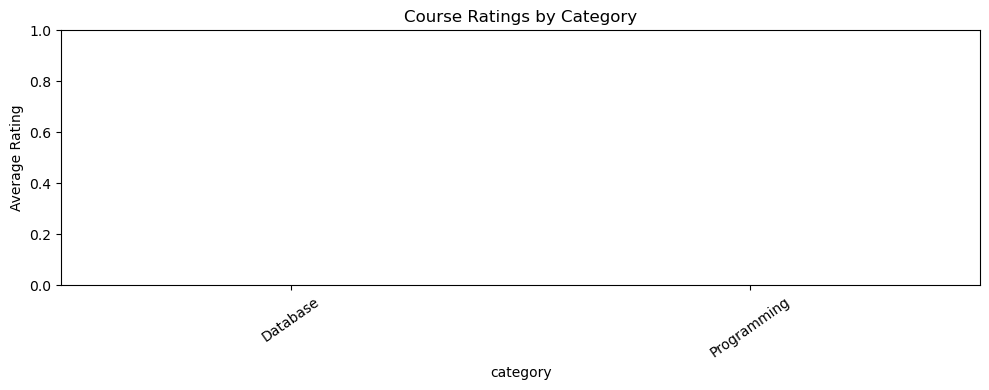 Course Ratings by Category
Average Rating
1.0
0.8
0.6
0.4
0.2
0.0
Database
Programming
category